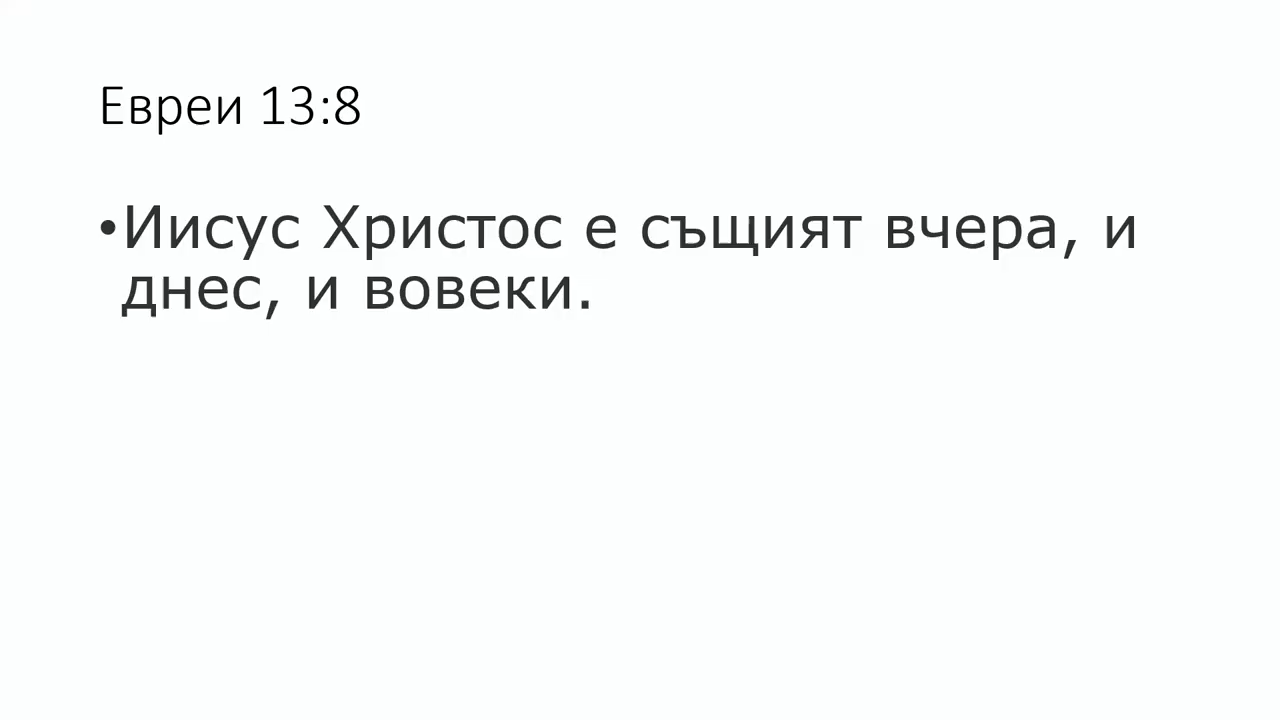 Евреи 13:8
•Иисус Христос е същият вчера, и
днес, и вовеки.